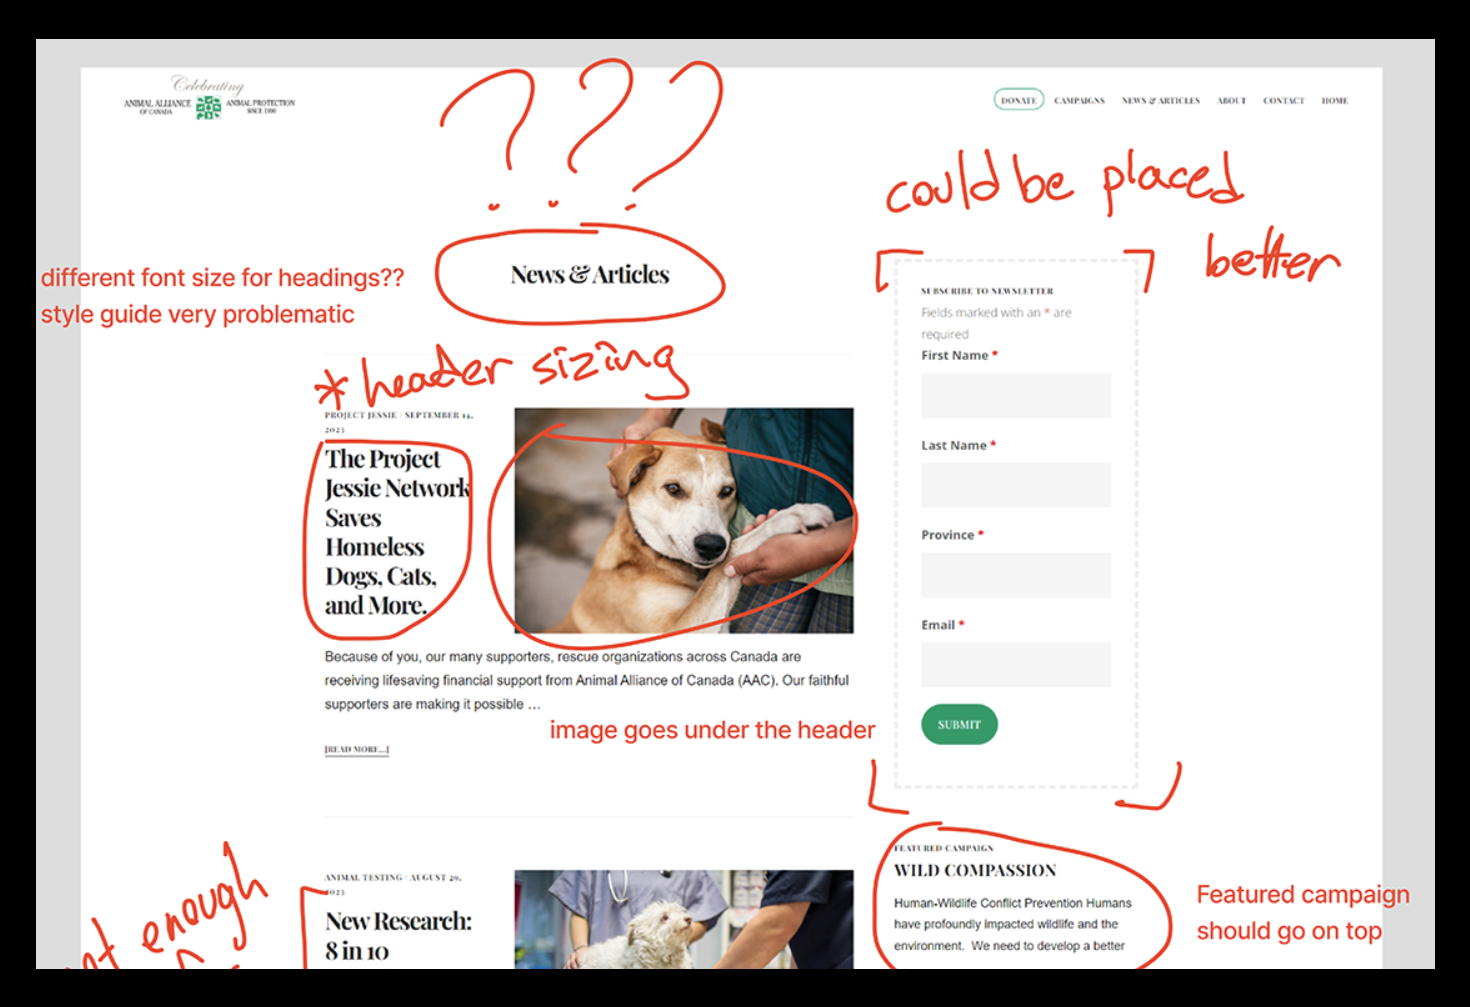 Celebrating
ANIMAL ALLIANCE ANIMAL PROTECTION
OF CANADA SINCE 1990
DONATE CAMPAIGNS NEWS & ARTICLES ABOUT CONTACT HOME
???
could be placed
better
different font size for headings??
style guide very problematic
News & Articles
* header sizing
PROJECT JESSIE / SEPTEMBER 14,
2023
The Project
Jessie Network
Saves
Homeless
Dogs, Cats,
and More.
Because of you, our many supporters, rescue organizations across Canada are
receiving lifesaving financial support from Animal Alliance of Canada (AAC). Our faithful
supporters are making it possible ...
[READ MORE...]
image goes under the header
SUBSCRIBE TO NEWSLETTER
Fields marked with an * are
required
First Name *
Last Name *
Province *
Email *
SUBMIT
enough
ANIMAL TESTING / AUGUST 29,
2023
New Research:
8 in 10
FEATURED CAMPAIGN
WILD COMPASSION
Human-Wildlife Conflict Prevention Humans
have profoundly impacted wildlife and the
environment. We need to develop a better
Featured campaign
should go on top